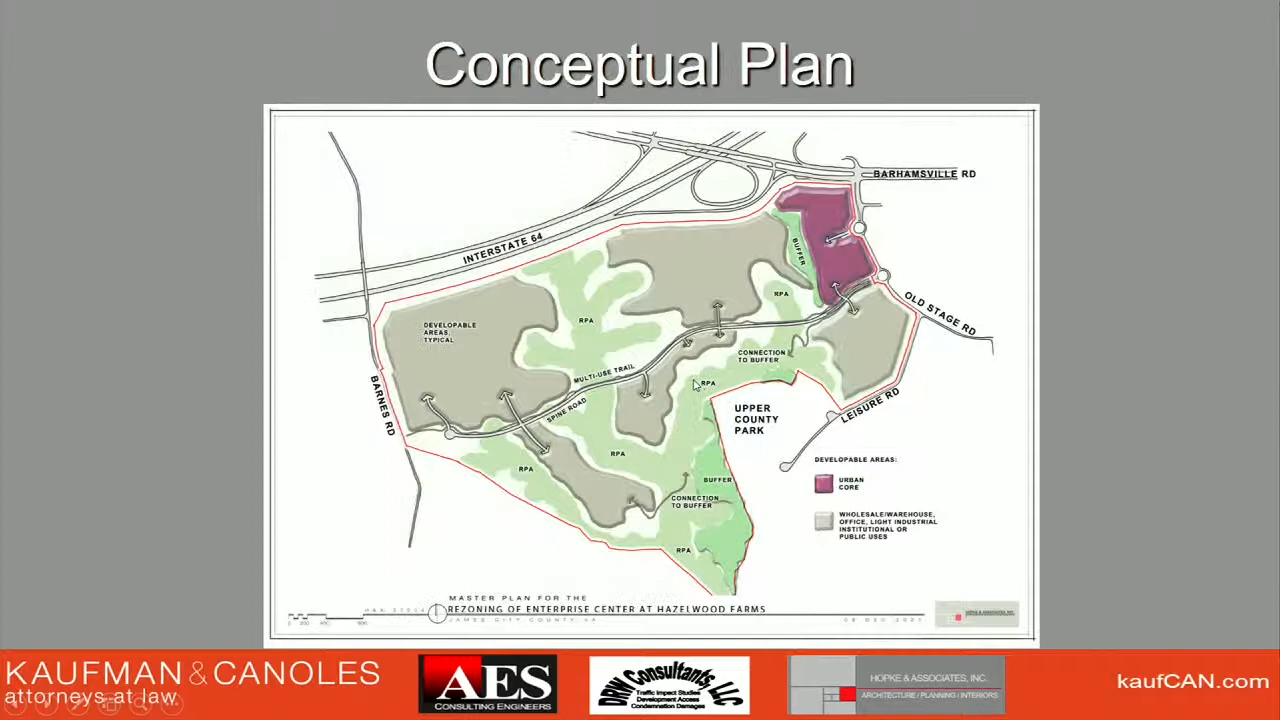 Conceptual Plan
BARHAMSVILLE RD
INTERSTATE 64
BUFFER
RPA
OLD STAGE RD
RPA
DEVELOPABLE
AREAS,
TYPICAL
CONNECTION
TO BUFFER
MULTI-USE TRAIL
RPA
BARNES RD
SPINE ROAD
UPPER
COUNTY
PARK
LEISURE RD
RPA
RPA
BUFFER
CONNECTION
TO BUFFER
RPA
DEVELOPABLE AREAS:
URBAN
CORE
WHOLESALE/WAREHOUSE,
OFFICE, LIGHT INDUSTRIAL
INSTITUTIONAL OR
PUBLIC USES
MASTER PLAN FOR THE
REZONING OF ENTERPRISE CENTER AT HAZELWOOD FARMS
JAMES CITY COUNTY VA
08 DEC 2021
KAUFMAN & CANOLES
attorneys at law
AES
CONSULTING ENGINEERS
DRW Consultants, LLC
Traffic Impact Studies
Development Access
Condemnation Damages
HOPKE & ASSOCIATES, INC.
ARCHITECTURE / PLANNING / INTERIORS
kaufCAN.com